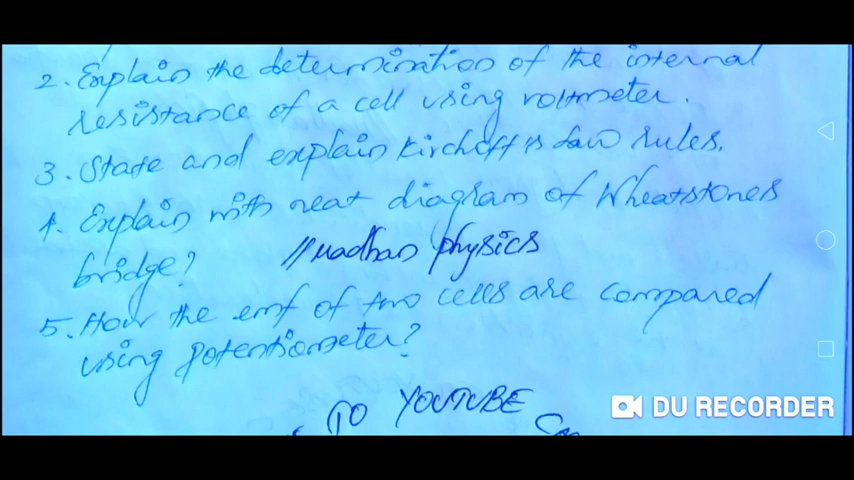 2. Explain the determination of the internal
resistance of a cell using voltmeter.
3. State and explain Kirchoff's law rules.
4. Explain with neat diagram of Wheatstones
bridge?
//madhan physics
5. How the emf of two cells are compared
using potentiometer?
TO YOUTUBE
DU RECORDER